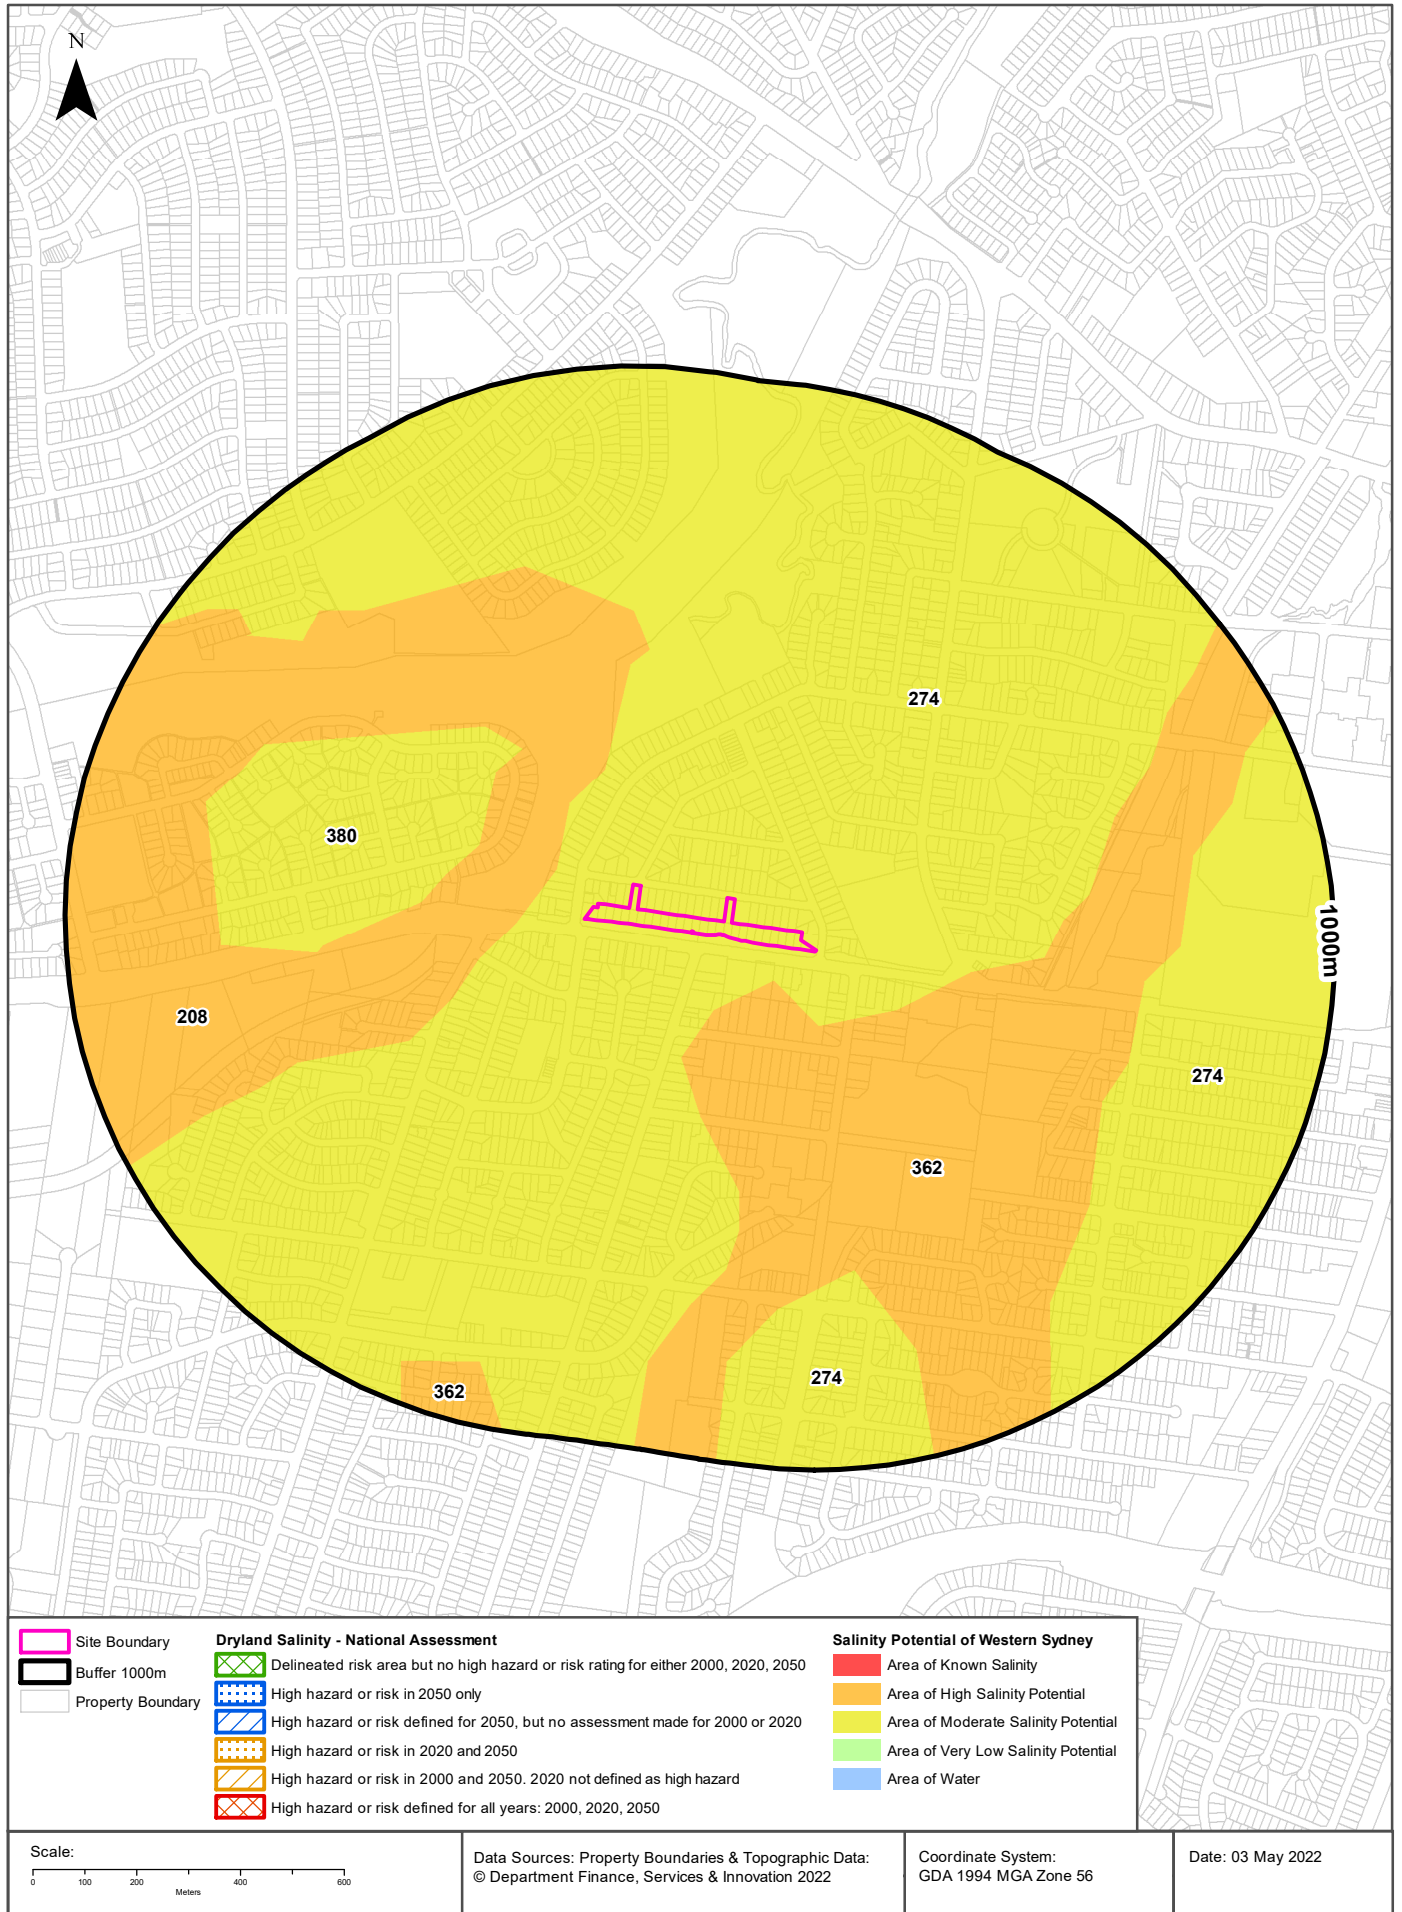 N
274
380
1000m
208
274
362
274
362
Site Boundary
Buffer 1000m
Property Boundary
Dryland Salinity - National Assessment
Delineated risk area but no high hazard or risk rating for either 2000, 2020, 2050
High hazard or risk in 2050 only
High hazard or risk defined for 2050, but no assessment made for 2000 or 2020
High hazard or risk in 2020 and 2050
High hazard or risk in 2000 and 2050. 2020 not defined as high hazard
High hazard or risk defined for all years: 2000, 2020, 2050
Salinity Potential of Western Sydney
Area of Known Salinity
Area of High Salinity Potential
Area of Moderate Salinity Potential
Area of Very Low Salinity Potential
Area of Water
Scale:
0 100 200 400 600
Meters
Data Sources: Property Boundaries & Topographic Data:
© Department Finance, Services & Innovation 2022
Coordinate System:
GDA 1994 MGA Zone 56
Date: 03 May 2022